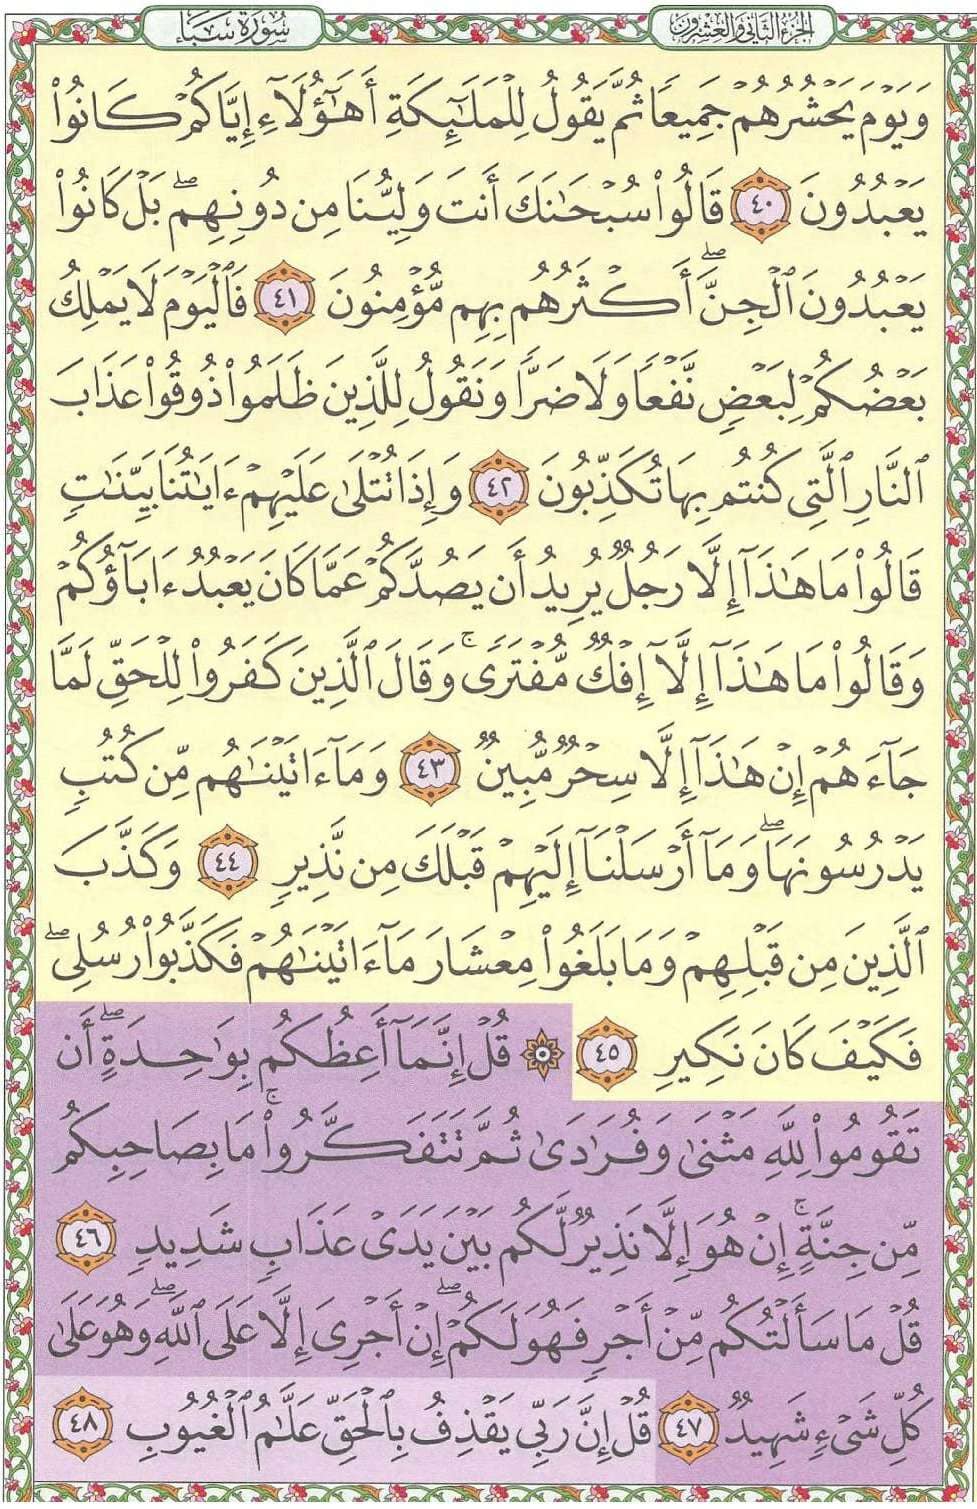 الجزء الثاني والعشرون
سورة سبأ
وَيَوْمَ يَحْشُرُهُمْ جَمِيعًا ثُمَّ يَقُولُ لِلْمَلَـٰٓئِكَةِ أَهَـٰٓؤُلَآءِ إِيَّاكُمْ كَانُوا۟
يَعْبُدُونَ ٤٠ قَالُوا۟ سُبْحَـٰنَكَ أَنتَ وَلِيُّنَا مِن دُونِهِم ۖ بَلْ كَانُوا۟
يَعْبُدُونَ ٱلْجِنَّ ۖ أَكْثَرُهُم بِهِم مُّؤْمِنُونَ ٤١ فَٱلْيَوْمَ لَا يَمْلِكُ
بَعْضُكُمْ لِبَعْضٍ نَّفْعًا وَلَا ضَرًّا وَنَقُولُ لِلَّذِينَ ظَلَمُوا۟ ذُوقُوا۟ عَذَابَ
ٱلنَّارِ ٱلَّتِى كُنتُم بِهَا تُكَذِّبُونَ ٤٢ وَإِذَا تُتْلَىٰ عَلَيْهِمْ ءَايَـٰتُنَا بَيِّنَـٰتٍ
قَالُوا۟ مَا هَـٰذَآ إِلَّا رَجُلٌ يُرِيدُ أَن يَصُدَّكُمْ عَمَّا كَانَ يَعْبُدُ ءَابَآؤُكُمْ
وَقَالُوا۟ مَا هَـٰذَآ إِلَّآ إِفْكٌ مُّفْتَرًى ۚ وَقَالَ ٱلَّذِينَ كَفَرُوا۟ لِلْحَقِّ لَمَّا
جَآءَهُمْ إِنْ هَـٰذَآ إِلَّا سِحْرٌ مُّبِينٌ ٤٣ وَمَآ ءَاتَيْنَـٰهُم مِّن كُتُبٍ
يَدْرُسُونَهَا ۖ وَمَآ أَرْسَلْنَآ إِلَيْهِمْ قَبْلَكَ مِن نَّذِيرٍ ٤٤ وَكَذَّبَ
ٱلَّذِينَ مِن قَبْلِهِمْ وَمَا بَلَغُوا۟ مِعْشَارَ مَآ ءَاتَيْنَـٰهُمْ فَكَذَّبُوا۟ رُسُلِى ۖ
فَكَيْفَ كَانَ نَكِيرِ ٤٥ ۞ قُلْ إِنَّمَآ أَعِظُكُم بِوَٰحِدَةٍ ۖ أَن
تَقُومُوا۟ لِلَّهِ مَثْنَىٰ وَفُرَٰدَىٰ ثُمَّ تَتَفَكَّرُوا۟ ۚ مَا بِصَاحِبِكُم
مِّن جِنَّةٍ ۚ إِنْ هُوَ إِلَّا نَذِيرٌ لَّكُم بَيْنَ يَدَىْ عَذَابٍ شَدِيدٍ ٤٦
قُلْ مَا سَأَلْتُكُم مِّنْ أَجْرٍ فَهُوَ لَكُمْ ۖ إِنْ أَجْرِىَ إِلَّا عَلَى ٱللَّهِ ۖ وَهُوَ عَلَىٰ
كُلِّ شَىْءٍ شَهِيدٌ ٤٧ قُلْ إِنَّ رَبِّى يَقْذِفُ بِٱلْحَقِّ عَلَّـٰمُ ٱلْغُيُوبِ ٤٨